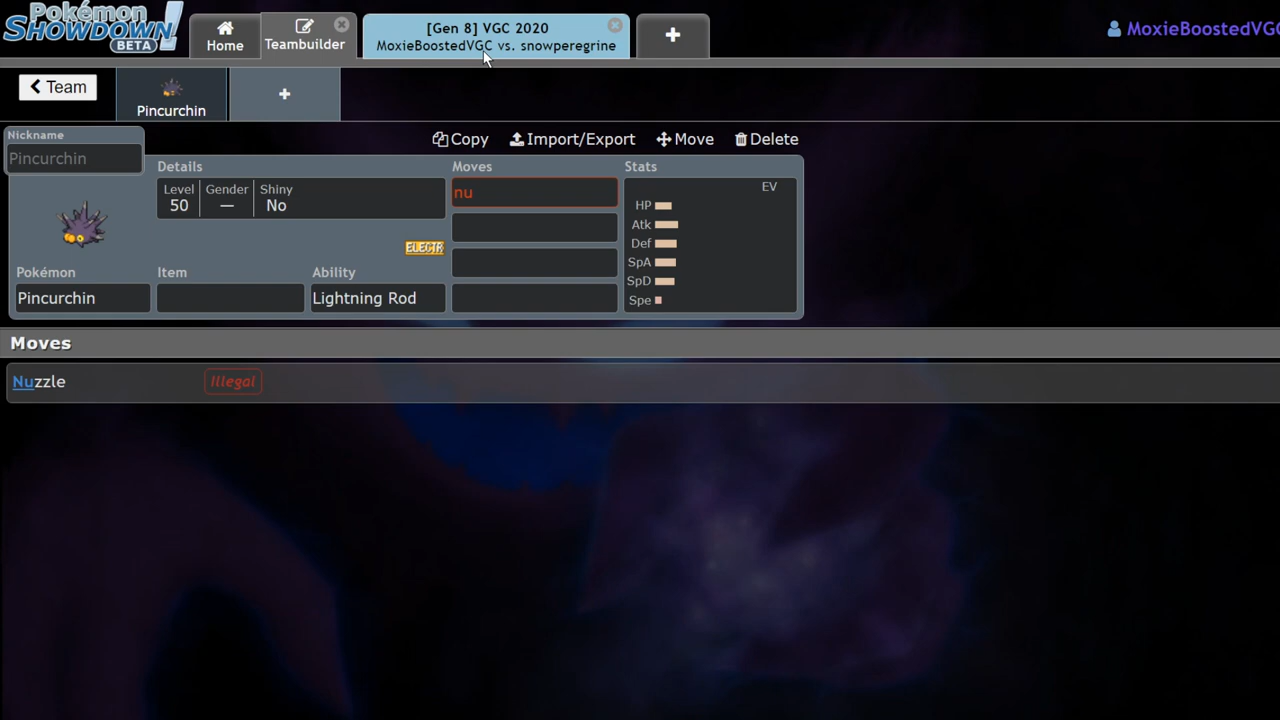 Pokémon
SHOWDOWN!
BETA
Home
Teambuilder
[Gen 8] VGC 2020
MoxieBoostedVGC vs. snowperegrine
+
MoxieBoostedVGC
Team
Pincurchin
+
Nickname
Pincurchin
Copy
Import/Export
Move
Delete
Details
Moves
Stats
Level
Gender
Shiny
50
—
No
nu
EV
HP
Atk
Def
SpA
SpD
Spe
ELECTR
Pokémon
Item
Ability
Pincurchin
Lightning Rod
Moves
Nuzzle
Illegal